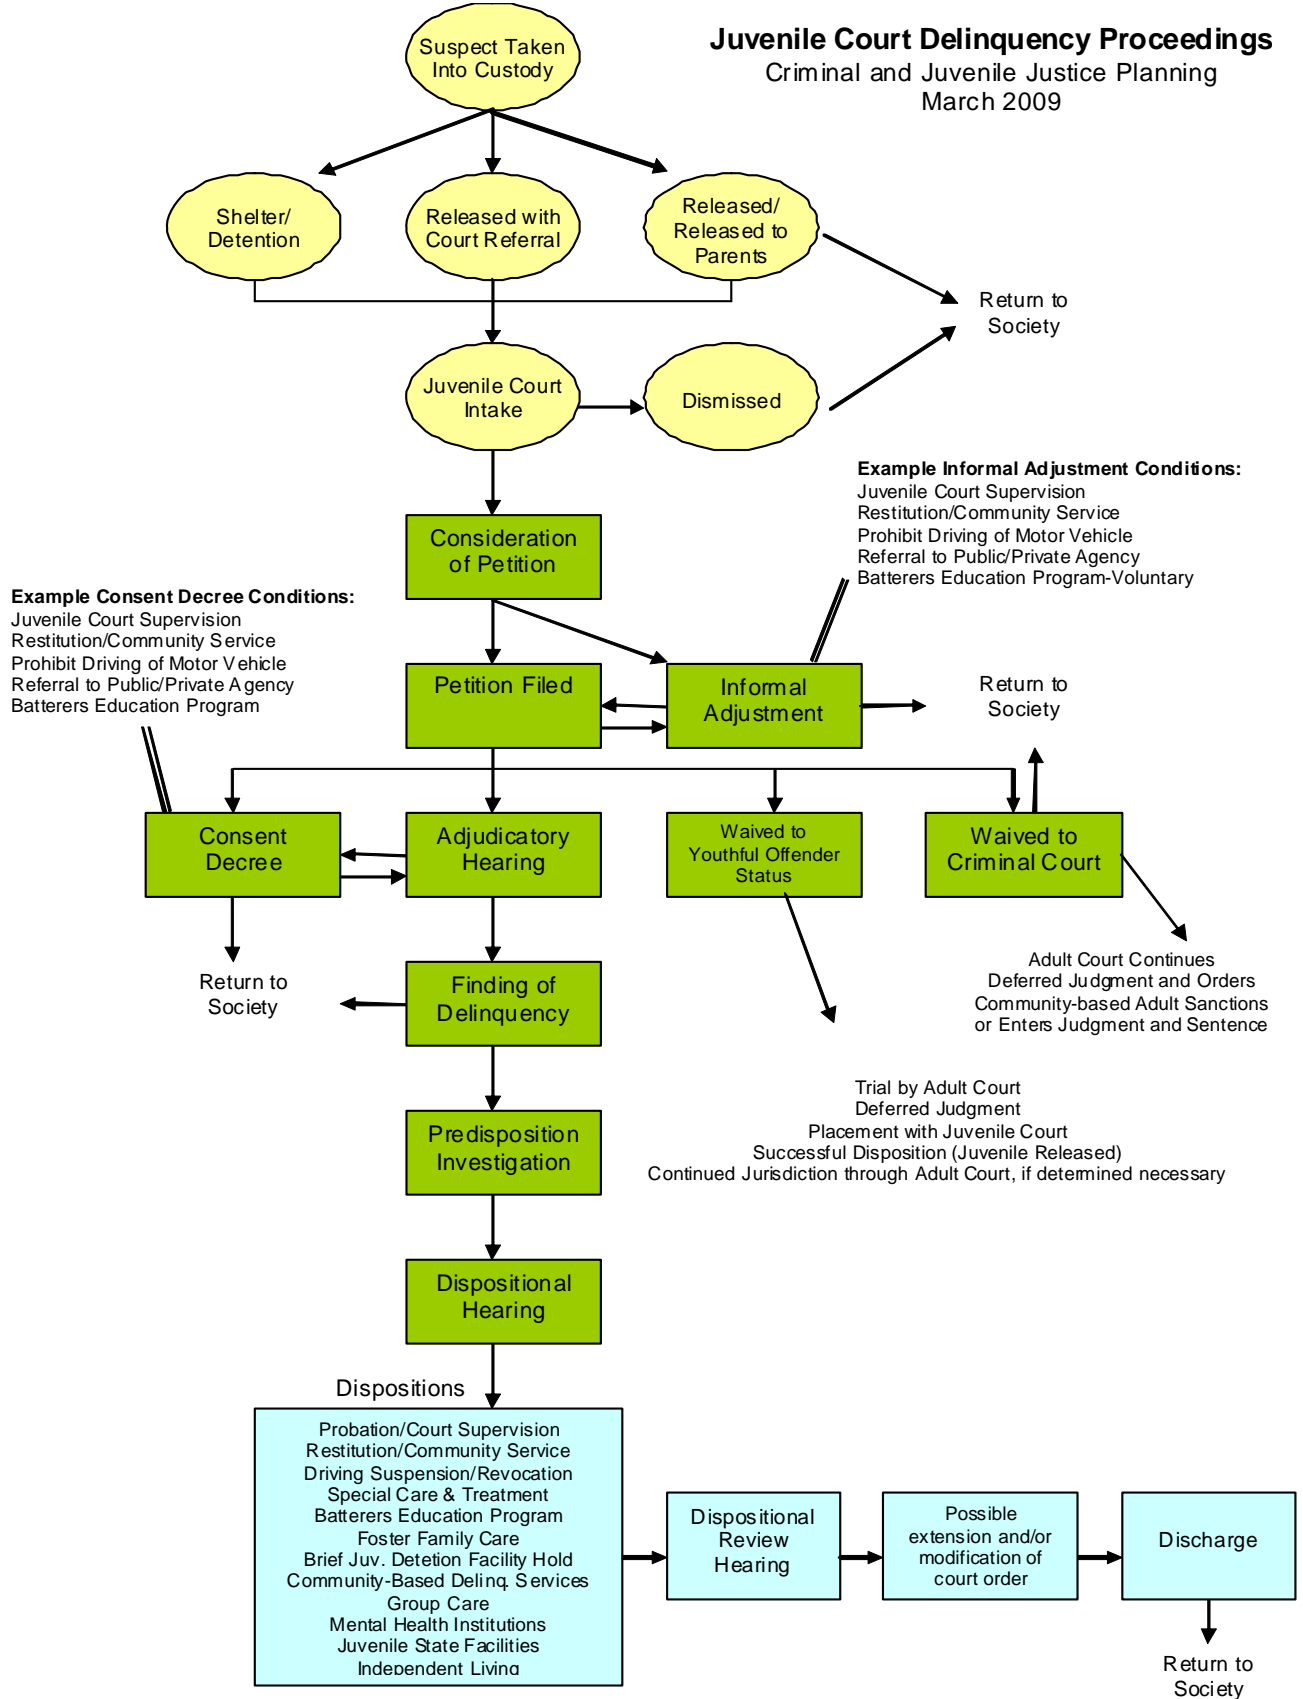 Juvenile Court Delinquency Proceedings
Criminal and Juvenile Justice Planning
March 2009
Suspect Taken
Into Custody
Shelter/
Detention
Released with
Court Referral
Released/
Released to
Parents
Return to
Society
Juvenile Court
Intake
Dismissed
Example Informal Adjustment Conditions:
Juvenile Court Supervision
Restitution/Community Service
Prohibit Driving of Motor Vehicle
Referral to Public/Private Agency
Batterers Education Program-Voluntary
Consideration
of Petition
Example Consent Decree Conditions:
Juvenile Court Supervision
Restitution/Community Service
Prohibit Driving of Motor Vehicle
Referral to Public/Private Agency
Batterers Education Program
Petition Filed
Informal
Adjustment
Return to
Society
Consent
Decree
Adjudicatory
Hearing
Waived to
Youthful Offender
Status
Waived to
Criminal Court
Return to
Society
Finding of
Delinquency
Adult Court Continues
Deferred Judgment and Orders
Community-based Adult Sanctions
or Enters Judgment and Sentence
Trial by Adult Court
Deferred Judgment
Placement with Juvenile Court
Successful Disposition (Juvenile Released)
Continued Jurisdiction through Adult Court, if determined necessary
Predisposition
Investigation
Dispositional
Hearing
Dispositions
Probation/Court Supervision
Restitution/Community Service
Driving Suspension/Revocation
Special Care & Treatment
Batterers Education Program
Foster Family Care
Brief Juv. Detetion Facility Hold
Community-Based Delinq. Services
Group Care
Mental Health Institutions
Juvenile State Facilities
Independent Living
Dispositional
Review
Hearing
Possible
extension and/or
modification of
court order
Discharge
Return to
Society